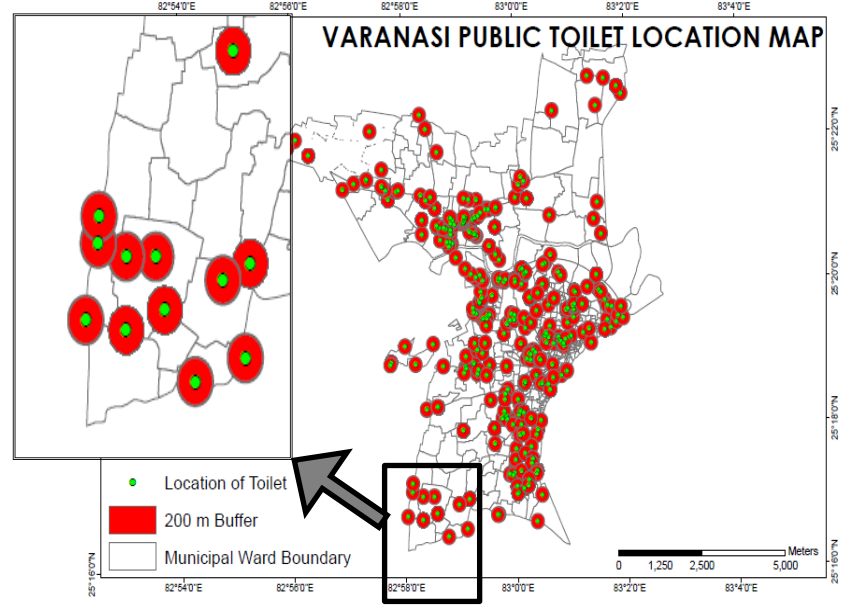 82°54'0"E 82°56'0"E 82°58'0"E 83°0'0"E 83°2'0"E 83°4'0"E
VARANASI PUBLIC TOILET LOCATION MAP
25°22'0"N
25°20'0"N
25°18'0"N
25°16'0"N
25°16'0"N
Location of Toilet
200 m Buffer
Municipal Ward Boundary
Meters
0 1,250 2,500 5,000
82°54'0"E 82°56'0"E 82°58'0"E 83°0'0"E 83°2'0"E 83°4'0"E